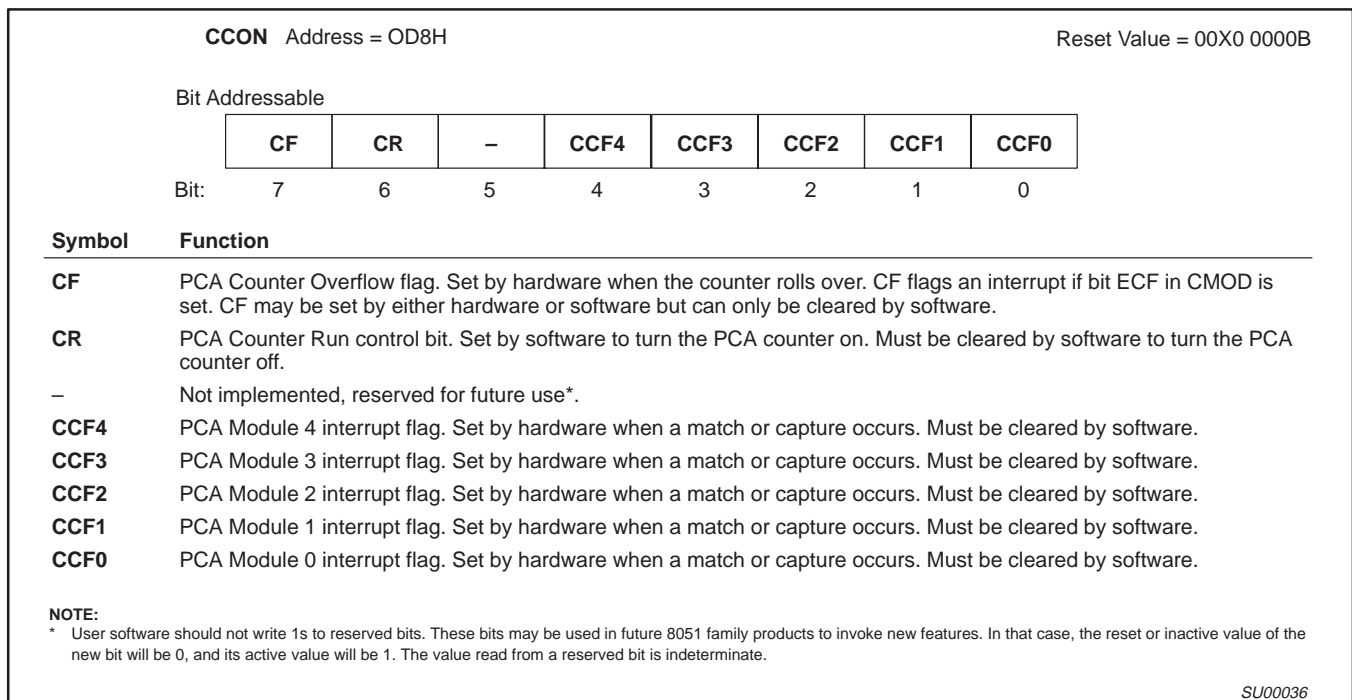 CCON Address = OD8H Reset Value = 00X0 0000B
Bit Addressable
CF CR – CCF4 CCF3 CCF2 CCF1 CCF0
Bit: 7 6 5 4 3 2 1 0
Symbol Function
CF PCA Counter Overflow flag. Set by hardware when the counter rolls over. CF flags an interrupt if bit ECF in CMOD is
set. CF may be set by either hardware or software but can only be cleared by software.
CR PCA Counter Run control bit. Set by software to turn the PCA counter on. Must be cleared by software to turn the PCA
counter off.
– Not implemented, reserved for future use*.
CCF4 PCA Module 4 interrupt flag. Set by hardware when a match or capture occurs. Must be cleared by software.
CCF3 PCA Module 3 interrupt flag. Set by hardware when a match or capture occurs. Must be cleared by software.
CCF2 PCA Module 2 interrupt flag. Set by hardware when a match or capture occurs. Must be cleared by software.
CCF1 PCA Module 1 interrupt flag. Set by hardware when a match or capture occurs. Must be cleared by software.
CCF0 PCA Module 0 interrupt flag. Set by hardware when a match or capture occurs. Must be cleared by software.
NOTE:
* User software should not write 1s to reserved bits. These bits may be used in future 8051 family products to invoke new features. In that case, the reset or inactive value of the
new bit will be 0, and its active value will be 1. The value read from a reserved bit is indeterminate.
SU00036